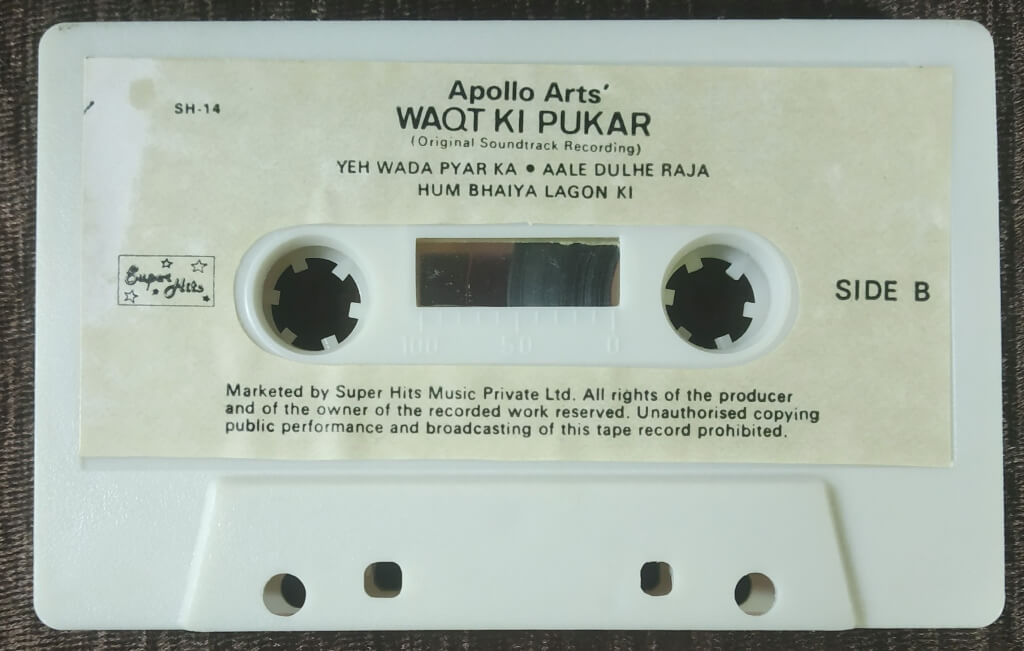 SH-14
Apollo Arts'
WAQT KI PUKAR
(Original Soundtrack Recording)
YEH WADA PYAR KA • AALE DULHE RAJA
HUM BHAIYA LAGON KI
Super Hits
SIDE B
100 50 0
Marketed by Super Hits Music Private Ltd. All rights of the producer
and of the owner of the recorded work reserved. Unauthorised copying
public performance and broadcasting of this tape record prohibited.